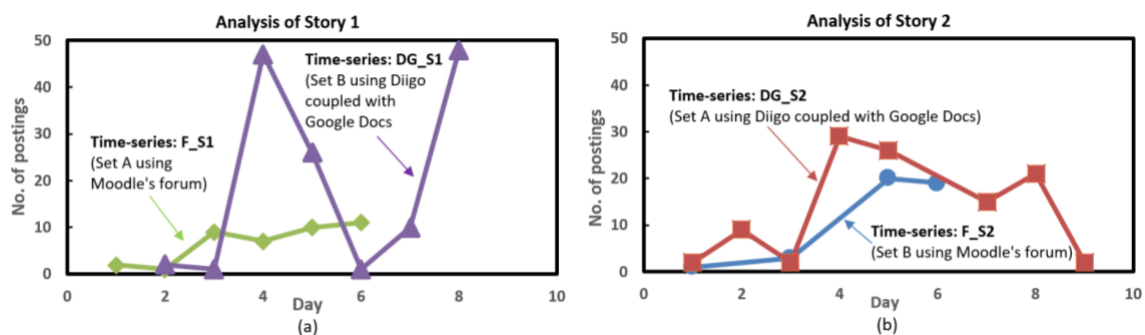 Analysis of Story 1
50
40
30
20
10
0
No. of postings
Time-series: DG_S1
(Set B using Diigo
coupled with
Google Docs
Time-series: F_S1
(Set A using
Moodle's forum)
0 2 4 6 8 10
Day
(a)
Analysis of Story 2
50
40
30
20
10
0
No. of postings
Time-series: DG_S2
(Set A using Diigo coupled with Google Docs)
Time-series: F_S2
(Set B using Moodle's forum)
0 2 4 6 8 10
Day
(b)